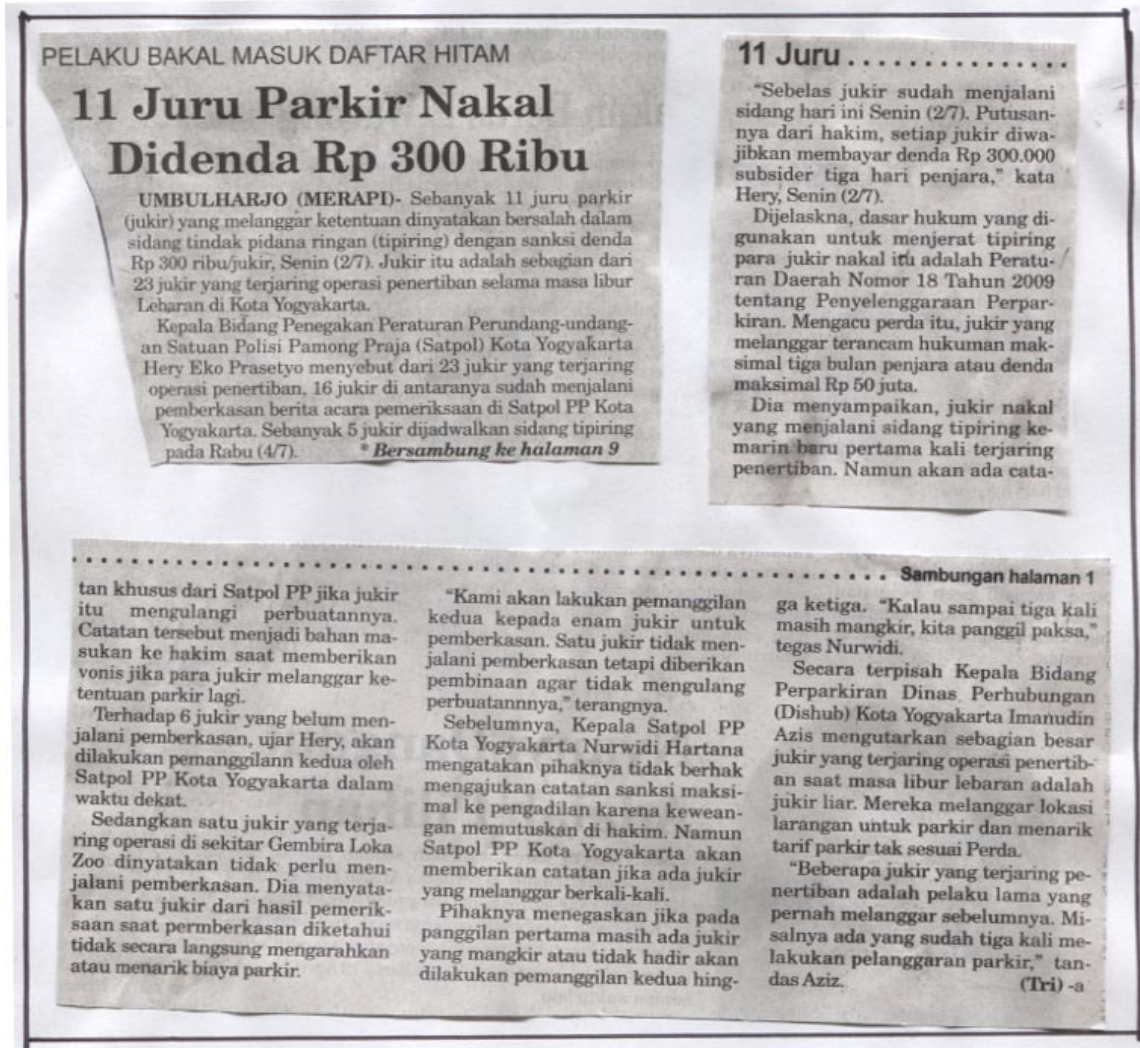 PELAKU BAKAL MASUK DAFTAR HITAM
11 Juru Parkir Nakal
Didenda Rp 300 Ribu
UMBULHARJO (MERAPI)- Sebanyak 11 juru parkir
(jukir) yang melanggar ketentuan dinyatakan bersalah dalam
sidang tindak pidana ringan (tipiring) dengan sanksi denda
Rp 300 ribu/jukir, Senin (2/7). Jukir itu adalah sebagian dari
23 jukir yang terjaring operasi penertiban selama masa libur
Lebaran di Kota Yogyakarta.
Kepala Bidang Penegakan Peraturan Perundang-undang-
an Satuan Polisi Pamong Praja (Satpol) Kota Yogyakarta
Hery Eko Prasetyo menyebut dari 23 jukir yang terjaring
operasi penertiban, 16 jukir di antaranya sudah menjalani
pemberkasan berita acara pemeriksaan di Satpol PP Kota
Yogyakarta. Sebanyak 5 jukir dijadwalkan sidang tipiring
pada Rabu (4/7). * Bersambung ke halaman 9
11 Juru ...............
"Sebelas jukir sudah menjalani
sidang hari ini Senin (2/7). Putusan-
nya dari hakim, setiap jukir diwa-
jibkan membayar denda Rp 300.000
subsider tiga hari penjara," kata
Hery, Senin (2/7).
Dijelaskna, dasar hukum yang di-
gunakan untuk menjerat tipiring
para jukir nakal itu adalah Peratu-
ran Daerah Nomor 18 Tahun 2009
tentang Penyelenggaraan Perpar-
kiran. Mengacu perda itu, jukir yang
melanggar terancam hukuman mak-
simal tiga bulan penjara atau denda
maksimal Rp 50 juta.
Dia menyampaikan, jukir nakal
yang menjalani sidang tipiring ke-
marin baru pertama kali terjaring
penertiban. Namun akan ada cata-
Sambungan halaman 1
tan khusus dari Satpol PP jika jukir
itu mengulangi perbuatannya.
Catatan tersebut menjadi bahan ma-
sukan ke hakim saat memberikan
vonis jika para jukir melanggar ke-
tentuan parkir lagi.
Terhadap 6 jukir yang belum men-
jalani pemberkasan, ujar Hery, akan
dilakukan pemanggilann kedua oleh
Satpol PP Kota Yogyakarta dalam
waktu dekat.
Sedangkan satu jukir yang terja-
ring operasi di sekitar Gembira Loka
Zoo dinyatakan tidak perlu men-
jalani pemberkasan. Dia menyata-
kan satu jukir dari hasil pemerik-
saan saat permberkasan diketahui
tidak secara langsung mengarahkan
atau menarik biaya parkir.
"Kami akan lakukan pemanggilan
kedua kepada enam jukir untuk
pemberkasan. Satu jukir tidak men-
jalani pemberkasan tetapi diberikan
pembinaan agar tidak mengulang
perbuatannnya," terangnya.
Sebelumnya, Kepala Satpol PP
Kota Yogyakarta Nurwidi Hartana
mengatakan pihaknya tidak berhak
mengajukan catatan sanksi maksi-
mal ke pengadilan karena kewean-
gan memutuskan di hakim. Namun
Satpol PP Kota Yogyakarta akan
memberikan catatan jika ada jukir
yang melanggar berkali-kali.
Pihaknya menegaskan jika pada
panggilan pertama masih ada jukir
yang mangkir atau tidak hadir akan
dilakukan pemanggilan kedua hing-
ga ketiga. "Kalau sampai tiga kali
masih mangkir, kita panggil paksa,"
tegas Nurwidi.
Secara terpisah Kepala Bidang
Perparkiran Dinas Perhubungan
(Dishub) Kota Yogyakarta Imanudin
Azis mengutarkan sebagian besar
jukir yang terjaring operasi penertib-
an saat masa libur lebaran adalah
jukir liar. Mereka melanggar lokasi
larangan untuk parkir dan menarik
tarif parkir tak sesuai Perda.
"Beberapa jukir yang terjaring pe-
nertiban adalah pelaku lama yang
pernah melanggar sebelumnya. Mi-
salnya ada yang sudah tiga kali me-
lakukan pelanggaran parkir," tan-
das Aziz. (Tri) -a